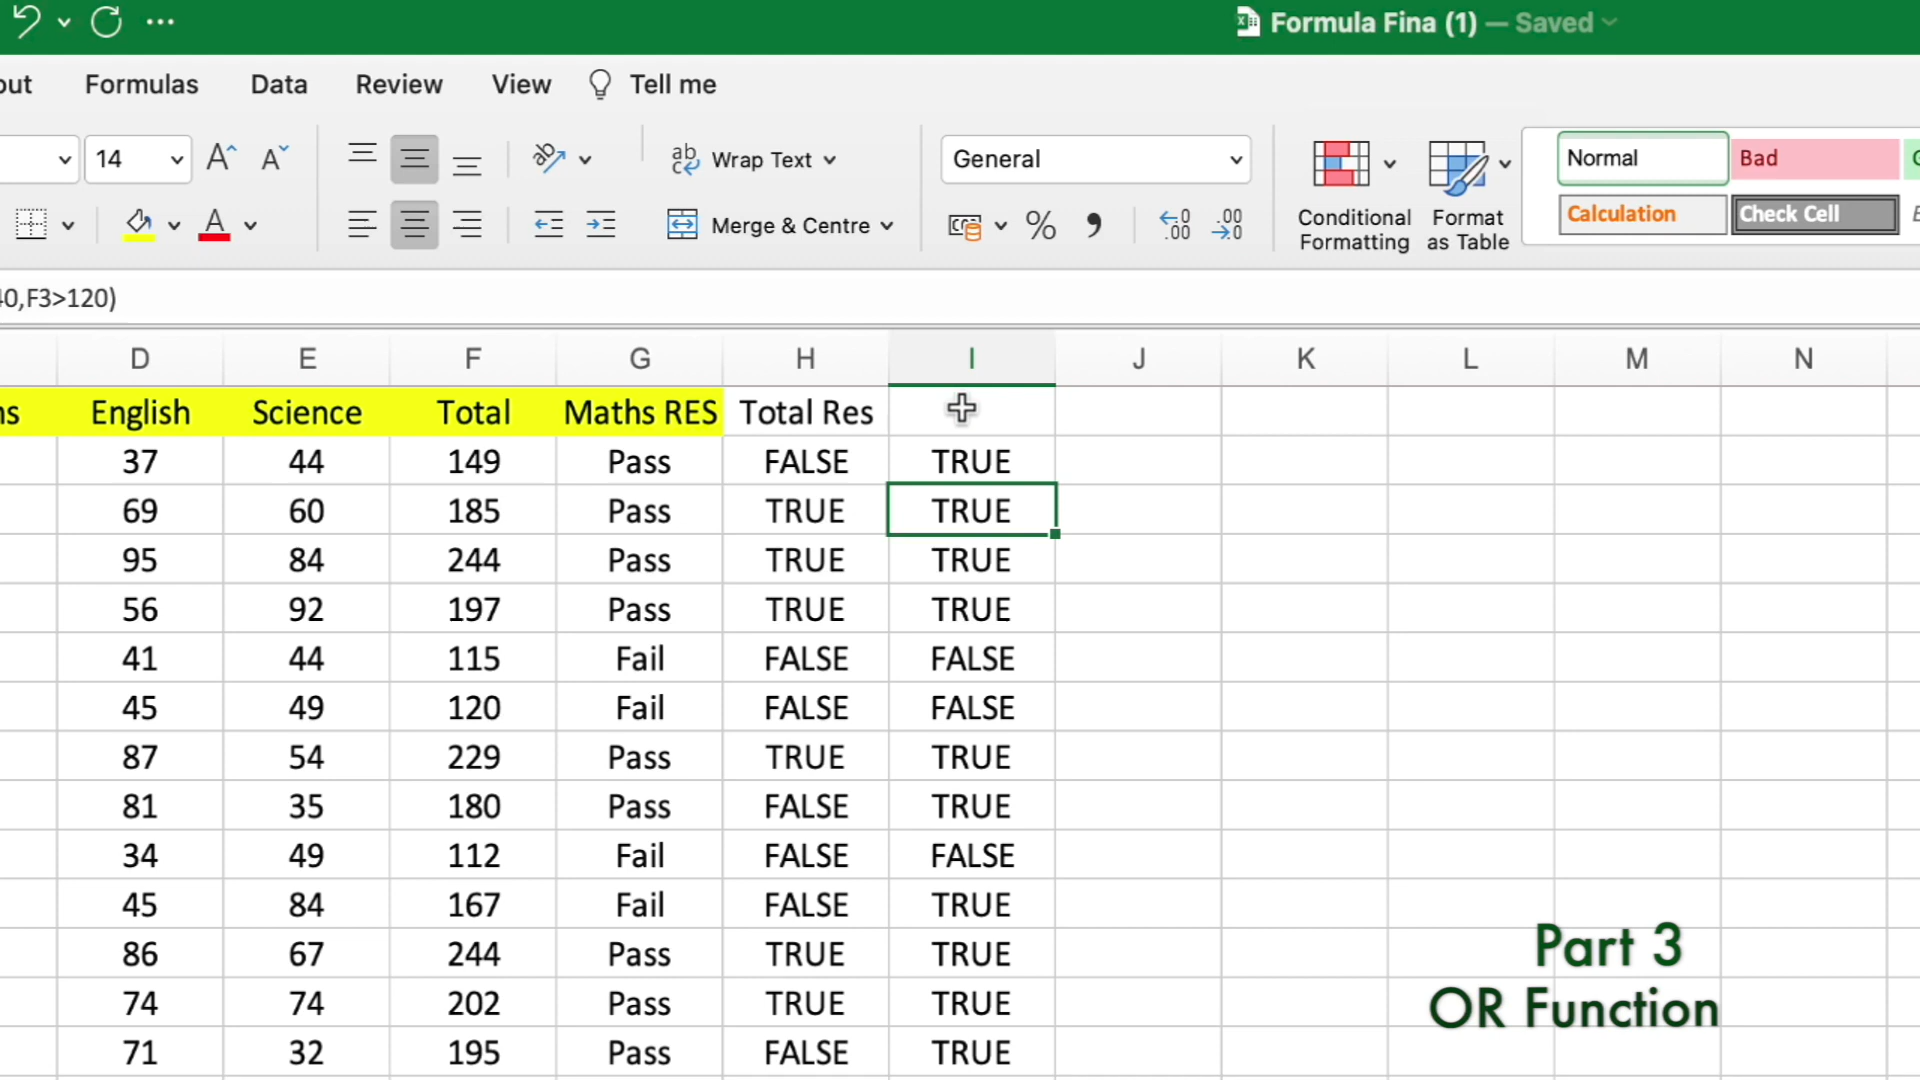 Formula Fina (1) — Saved
Formulas Data Review View Tell me
14 Wrap Text General Normal Bad
Merge & Centre Conditional Formatting Format as Table Calculation Check Cell
40,F3>120)
D E F G H I J K L M N
English Science Total Maths RES Total Res
37 44 149 Pass FALSE TRUE
69 60 185 Pass TRUE TRUE
95 84 244 Pass TRUE TRUE
56 92 197 Pass TRUE TRUE
41 44 115 Fail FALSE FALSE
45 49 120 Fail FALSE FALSE
87 54 229 Pass TRUE TRUE
81 35 180 Pass FALSE TRUE
34 49 112 Fail FALSE FALSE
45 84 167 Fail FALSE TRUE
86 67 244 Pass TRUE TRUE
74 74 202 Pass TRUE TRUE
71 32 195 Pass FALSE TRUE
Part 3
OR Function